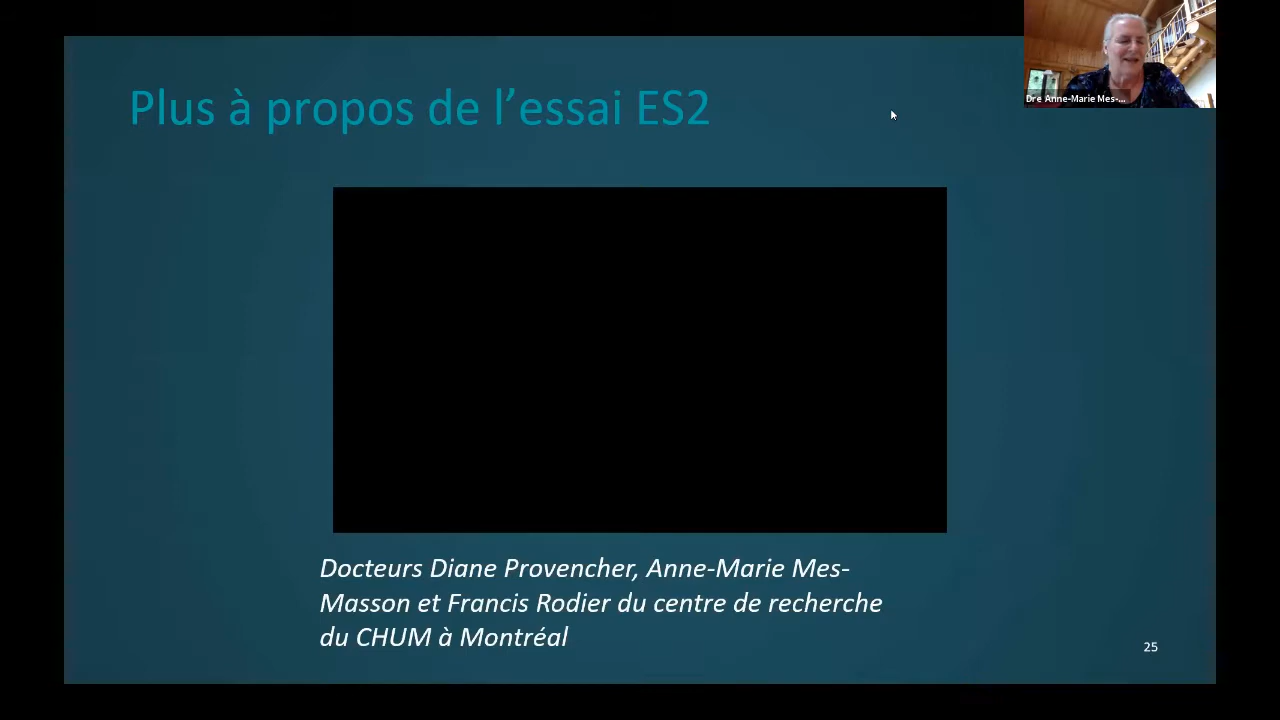 Plus à propos de l’essai ES2
Dre Anne-Marie Mes-...
Docteurs Diane Provencher, Anne-Marie Mes-
Masson et Francis Rodier du centre de recherche
du CHUM à Montréal
25